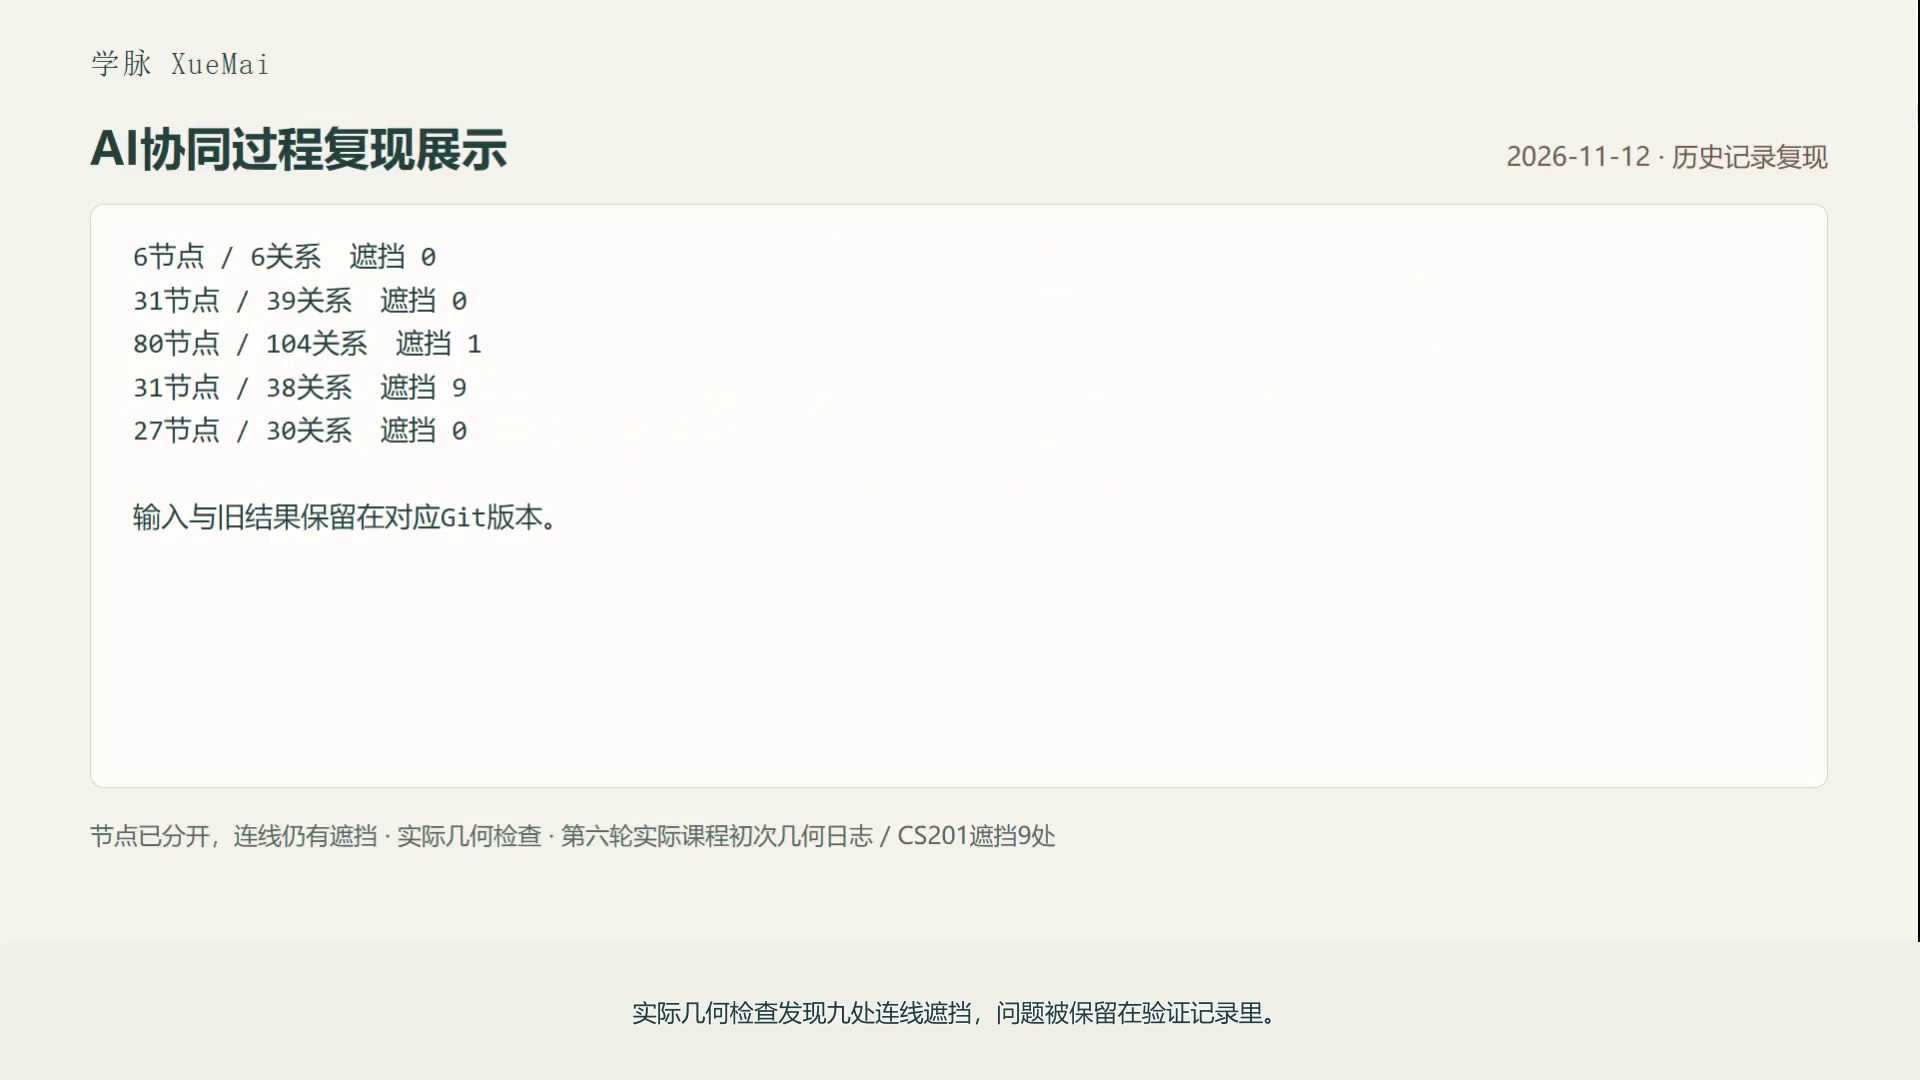 学脉 XueMai
AI协同过程复现展示
2026-11-12 · 历史记录复现
6节点 / 6关系 遮挡 0
31节点 / 39关系 遮挡 0
80节点 / 104关系 遮挡 1
31节点 / 38关系 遮挡 9
27节点 / 30关系 遮挡 0
输入与旧结果保留在对应Git版本。
节点已分开，连线仍有遮挡 · 实际几何检查 · 第六轮实际课程初次几何日志 / CS201遮挡9处
实际几何检查发现九处连线遮挡，问题被保留在验证记录里。